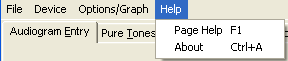 File Device Options/Graph Help
Page Help F1
Audiogram Entry Pure Tones
About Ctrl+A